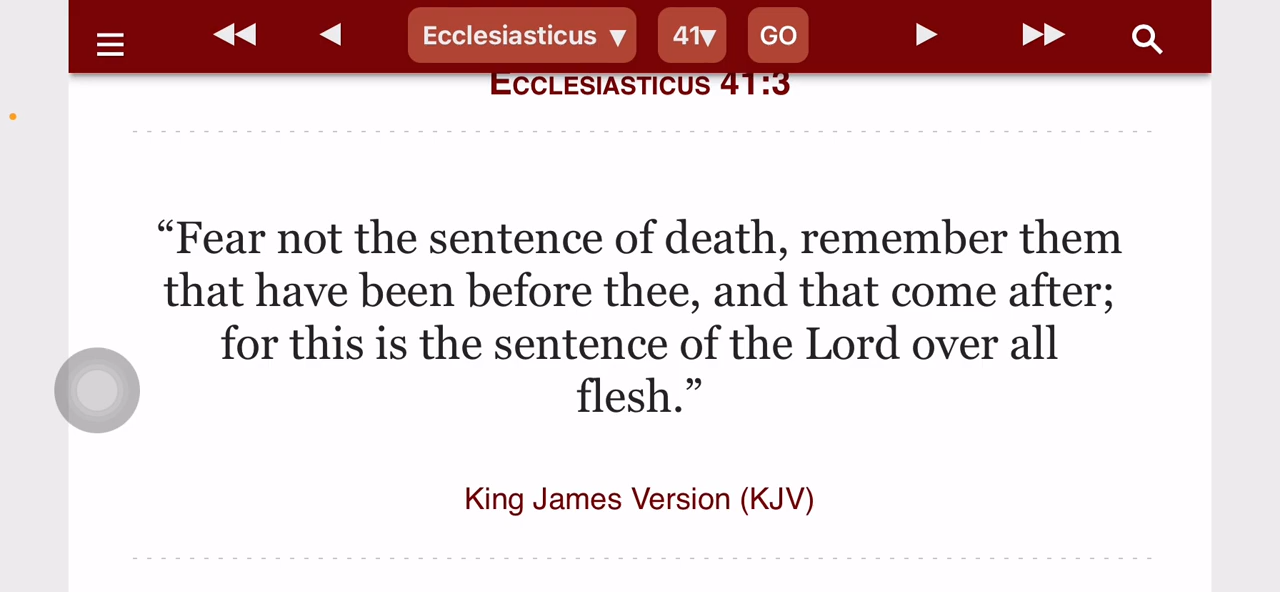 Ecclesiasticus ▼ 41▼ GO
Ecclesiasticus 41:3
“Fear not the sentence of death, remember them
that have been before thee, and that come after;
for this is the sentence of the Lord over all
flesh.”
King James Version (KJV)